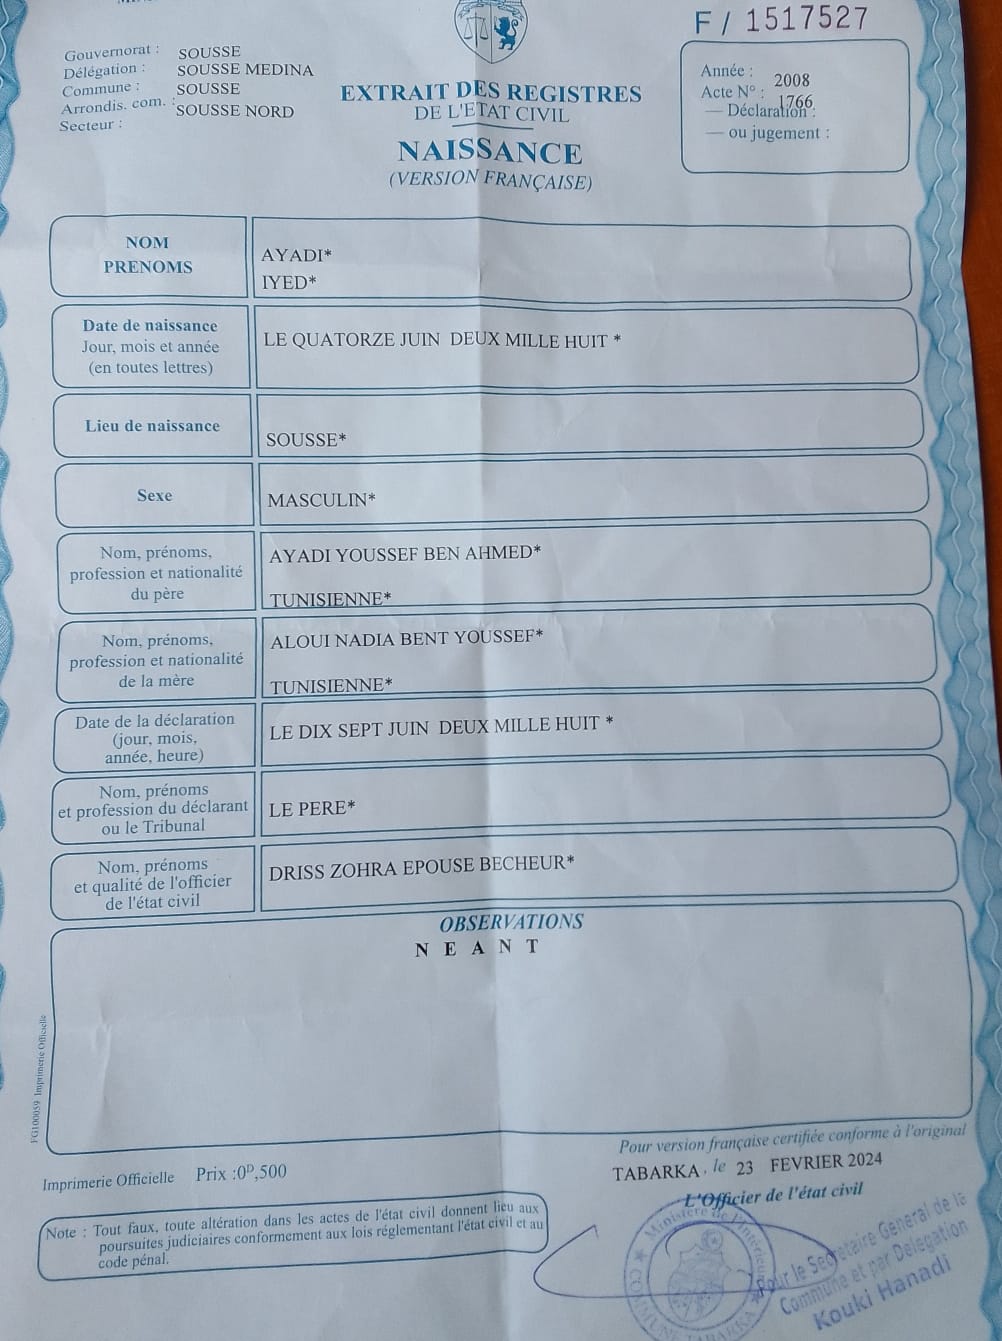 F / 1517527
Gouvernorat : SOUSSE
Délégation : SOUSSE MEDINA
Commune : SOUSSE
Arrondis. com. : SOUSSE NORD
Secteur :
EXTRAIT DES REGISTRES
DE L'ETAT CIVIL
NAISSANCE
(VERSION FRANÇAISE)
Année : 2008
Acte N° : 1766
— Déclaration :
— ou jugement :
NOM
PRENOMS
AYADI*
IYED*
Date de naissance
Jour, mois et année
(en toutes lettres)
LE QUATORZE JUIN DEUX MILLE HUIT *
Lieu de naissance
SOUSSE*
Sexe
MASCULIN*
Nom, prénoms,
profession et nationalité
du père
AYADI YOUSSEF BEN AHMED*
TUNISIENNE*
Nom, prénoms,
profession et nationalité
de la mère
ALOUI NADIA BENT YOUSSEF*
TUNISIENNE*
Date de la déclaration
(jour, mois,
année, heure)
LE DIX SEPT JUIN DEUX MILLE HUIT *
Nom, prénoms
et profession du déclarant
ou le Tribunal
LE PERE*
Nom, prénoms
et qualité de l'officier
de l'état civil
DRISS ZOHRA EPOUSE BECHEUR*
OBSERVATIONS
N E A N T
FG100059 Imprimerie Officielle
Pour version française certifiée conforme à l'original
TABARKA, le 23 FEVRIER 2024
L'Officier de l'état civil
Imprimerie Officielle Prix :0ᴰ,500
Note : Tout faux, toute altération dans les actes de l'état civil donnent lieu aux
poursuites judiciaires conformement aux lois réglementant l'état civil et au
code pénal.
Ministère de l'Intérieur
COMMUNE TABARKA
Pour le Secrétaire Général de la
Commune et par Délégation
Kouki Hanadi